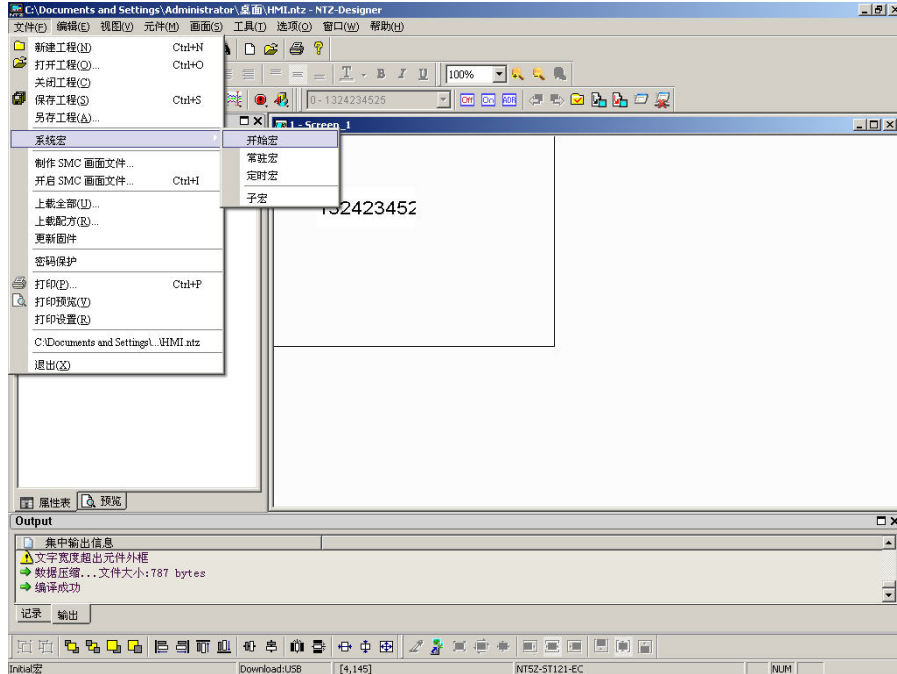 C:\Documents and Settings\Administrator\桌面\HMI.ntz - NTZ-Designer
文件(F) 编辑(E) 视图(V) 元件(M) 画面(S) 工具(T) 选项(O) 窗口(W) 帮助(H)
新建工程(N) Ctrl+N
打开工程(O)... Ctrl+O
关闭工程(C)
保存工程(S) Ctrl+S
另存工程(A)...
系统宏
制作 SMC 画面文件...
开启 SMC 画面文件... Ctrl+I
上载全部(U)...
上载配方(R)...
更新固件
密码保护
打印(P)... Ctrl+P
打印预览(V)
打印设置(R)
C:\Documents and Settings\...\HMI.ntz
退出(X)
开始宏
常驻宏
定时宏
子宏
B I U 100%
0 - 1324234525 Off On ADR
1 - Screen_1
132423452
属性表 预览
Output
集中输出信息
文字宽度超出元件外框
数据压缩...文件大小:787 bytes
编译成功
记录 输出
Initial宏 Download:USB [4,145] NT5Z-ST121-EC NUM